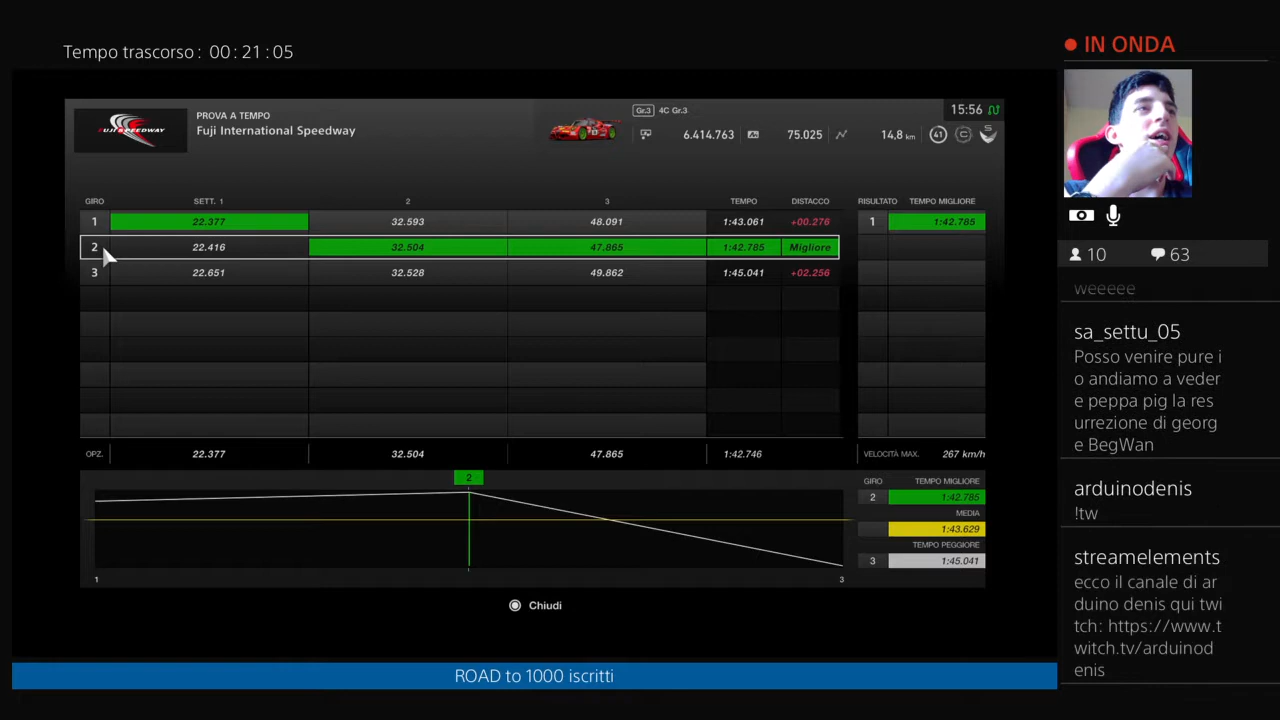 Tempo trascorso: 00:21:05
IN ONDA
FUJI SPEEDWAY
PROVA A TEMPO
Fuji International Speedway
Gr.3 4C Gr.3
6.414.763 75.025 14,8 km 41 C S
15:56
GIRO SETT. 1 2 3 TEMPO DISTACCO
1 22.377 32.593 48.091 1:43.061 +00.276
2 22.416 32.504 47.865 1:42.785 Migliore
3 22.651 32.528 49.862 1:45.041 +02.256
OPZ. 22.377 32.504 47.865 1:42.746
RISULTATO TEMPO MIGLIORE
1 1:42.785
VELOCITÀ MAX. 267 km/h
2
1 3
GIRO TEMPO MIGLIORE
2 1:42.785
MEDIA
1:43.629
TEMPO PEGGIORE
3 1:45.041
Chiudi
ROAD to 1000 iscritti
10 63
weeeee
sa_settu_05
Posso venire pure i
o andiamo a veder
e peppa pig la res
urrezione di georg
e BegWan
arduinodenis
!tw
streamelements
ecco il canale di ar
duino denis qui twi
tch: https://www.t
witch.tv/arduinod
enis